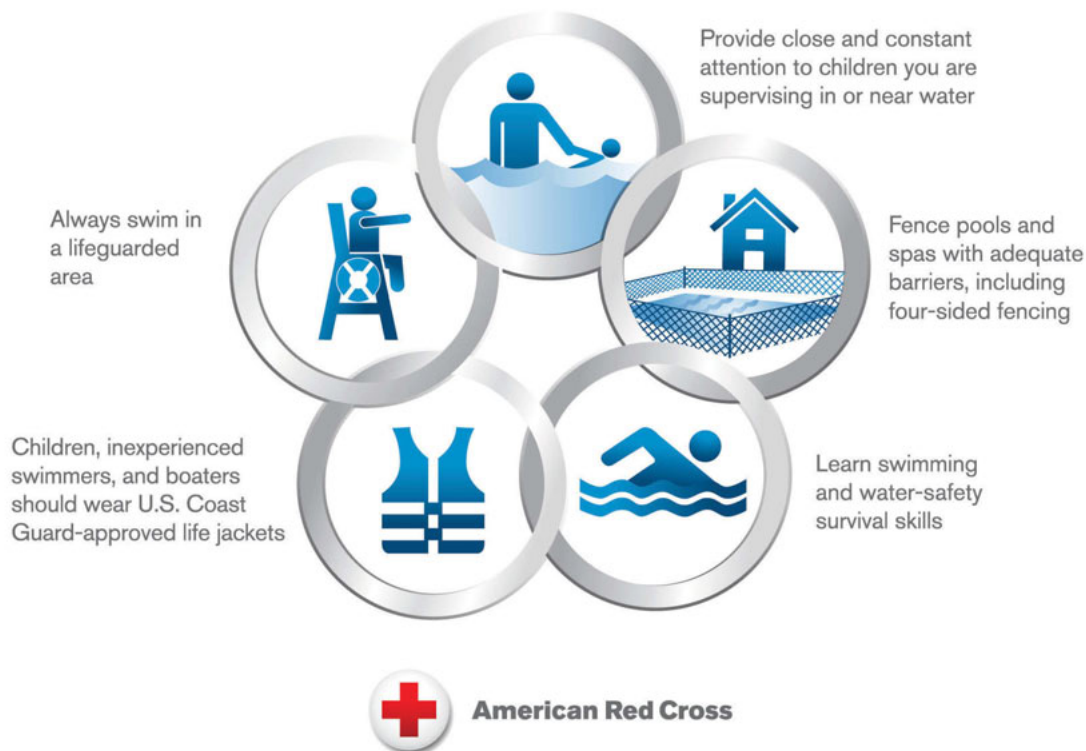 Provide close and constant
attention to children you are
supervising in or near water
Always swim in
a lifeguarded
area
Fence pools and
spas with adequate
barriers, including
four-sided fencing
Children, inexperienced
swimmers, and boaters
should wear U.S. Coast
Guard-approved life jackets
Learn swimming
and water-safety
survival skills
American Red Cross